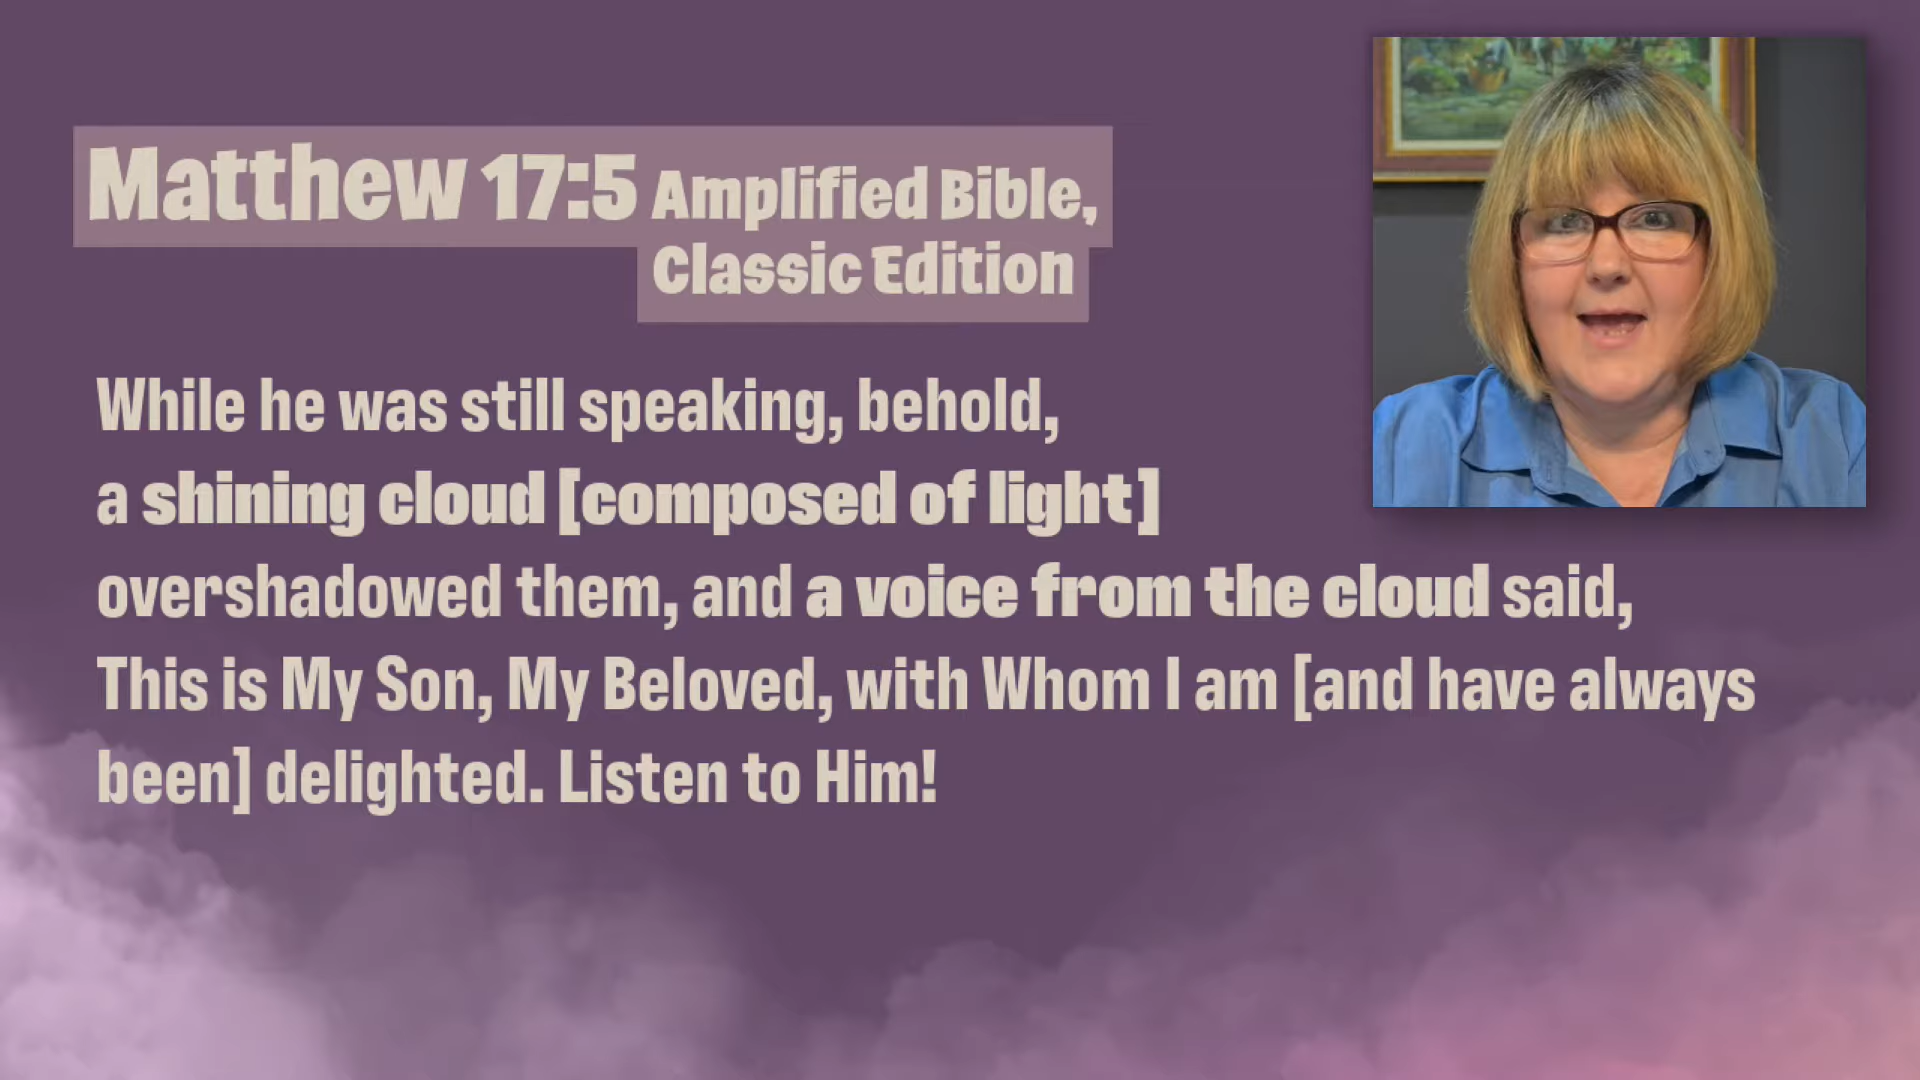 Matthew 17:5 Amplified Bible,
Classic Edition
While he was still speaking, behold,
a shining cloud [composed of light]
overshadowed them, and a voice from the cloud said,
This is My Son, My Beloved, with Whom I am [and have always
been] delighted. Listen to Him!